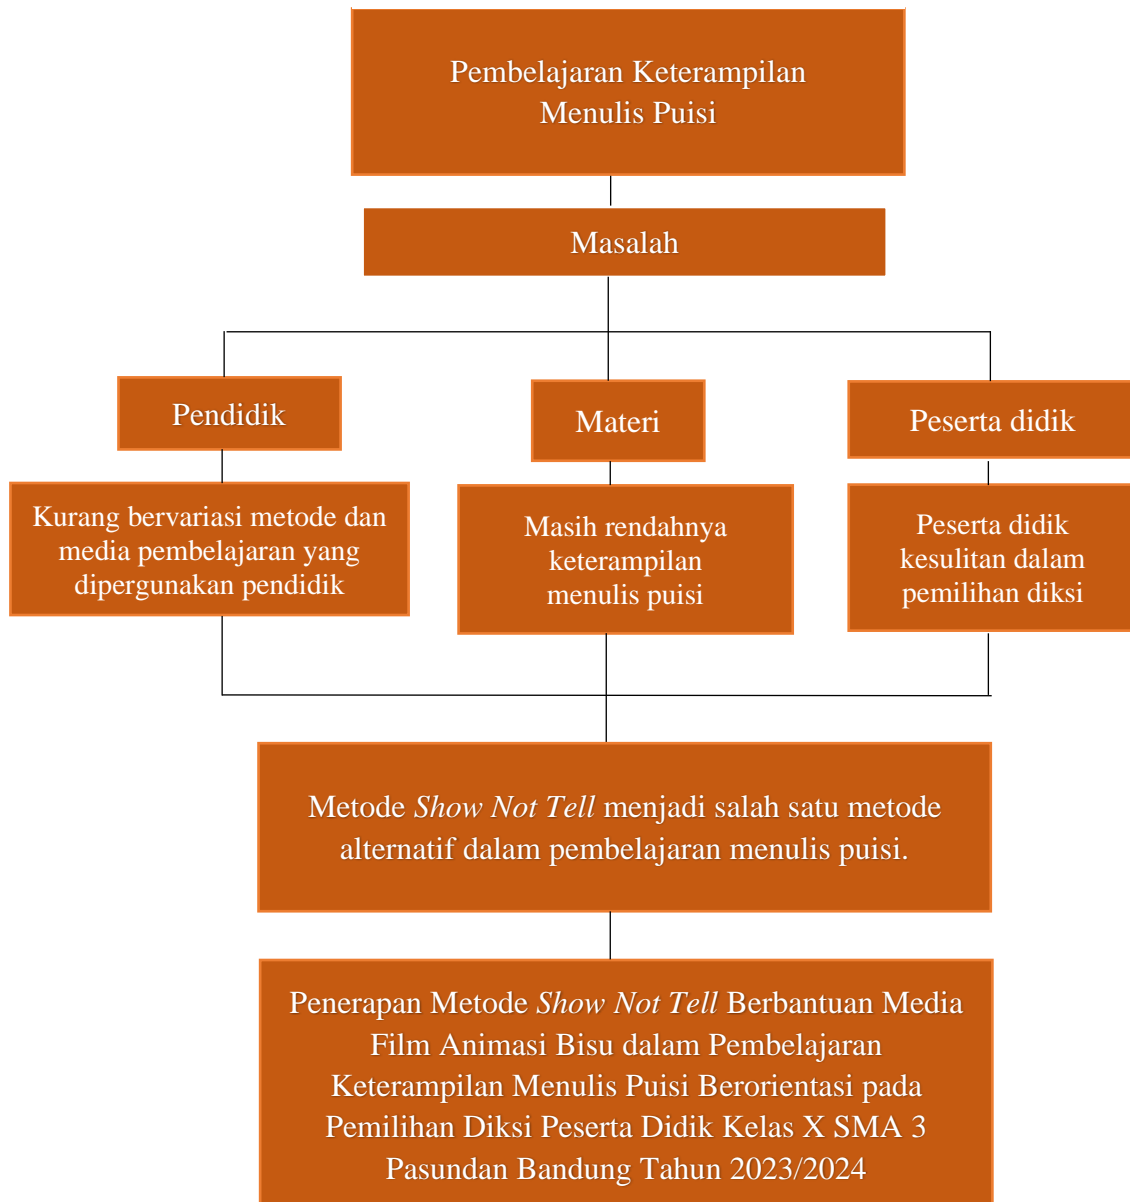 Pembelajaran Keterampilan
Menulis Puisi
Masalah
Pendidik
Materi
Peserta didik
Kurang bervariasi metode dan
media pembelajaran yang
dipergunakan pendidik
Masih rendahnya
keterampilan
menulis puisi
Peserta didik
kesulitan dalam
pemilihan diksi
Metode Show Not Tell menjadi salah satu metode
alternatif dalam pembelajaran menulis puisi.
Penerapan Metode Show Not Tell Berbantuan Media
Film Animasi Bisu dalam Pembelajaran
Keterampilan Menulis Puisi Berorientasi pada
Pemilihan Diksi Peserta Didik Kelas X SMA 3
Pasundan Bandung Tahun 2023/2024